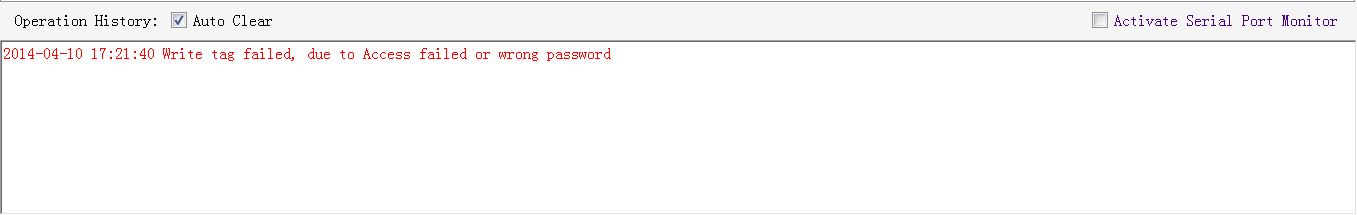 Operation History: Auto Clear Activate Serial Port Monitor
2014-04-10 17:21:40 Write tag failed, due to Access failed or wrong password